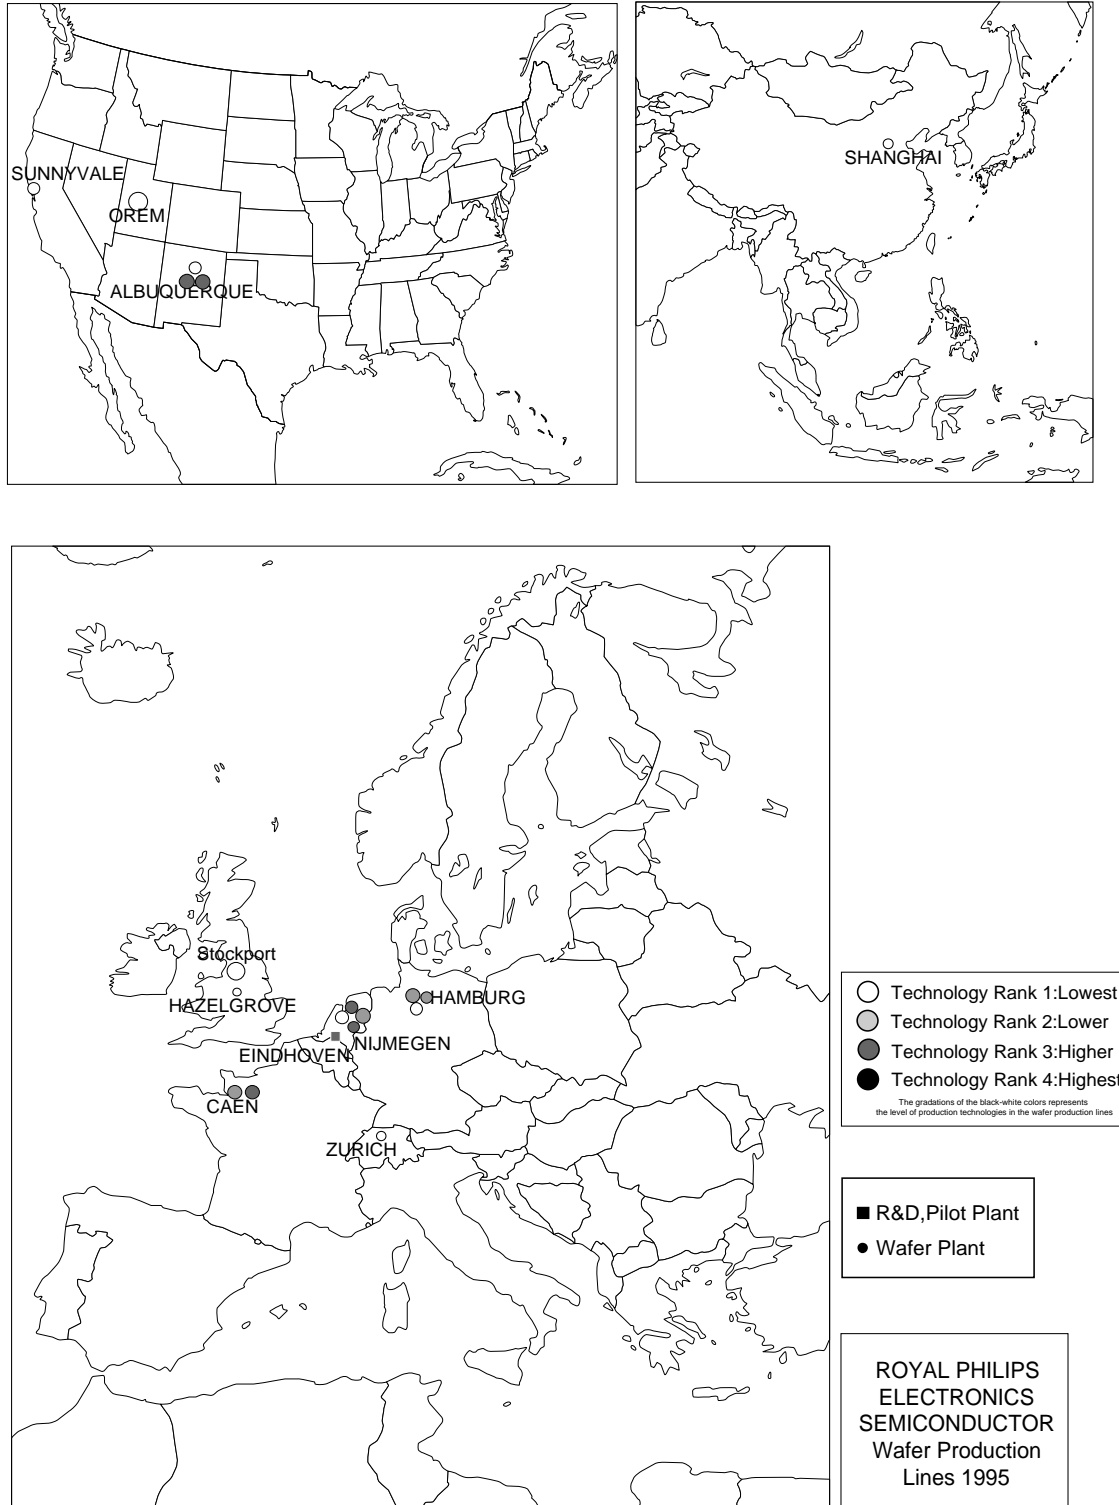 SUNNYVALE
OREM
ALBUQUERQUE
SHANGHAI
Stockport
HAZELGROVE
HAMBURG
NIJMEGEN
EINDHOVEN
CAEN
ZURICH
Technology Rank 1:Lowest
Technology Rank 2:Lower
Technology Rank 3:Higher
Technology Rank 4:Highest
The gradations of the black-white colors represents
the level of production technologies in the wafer production lines
R&D,Pilot Plant
Wafer Plant
ROYAL PHILIPS
ELECTRONICS
SEMICONDUCTOR
Wafer Production
Lines 1995